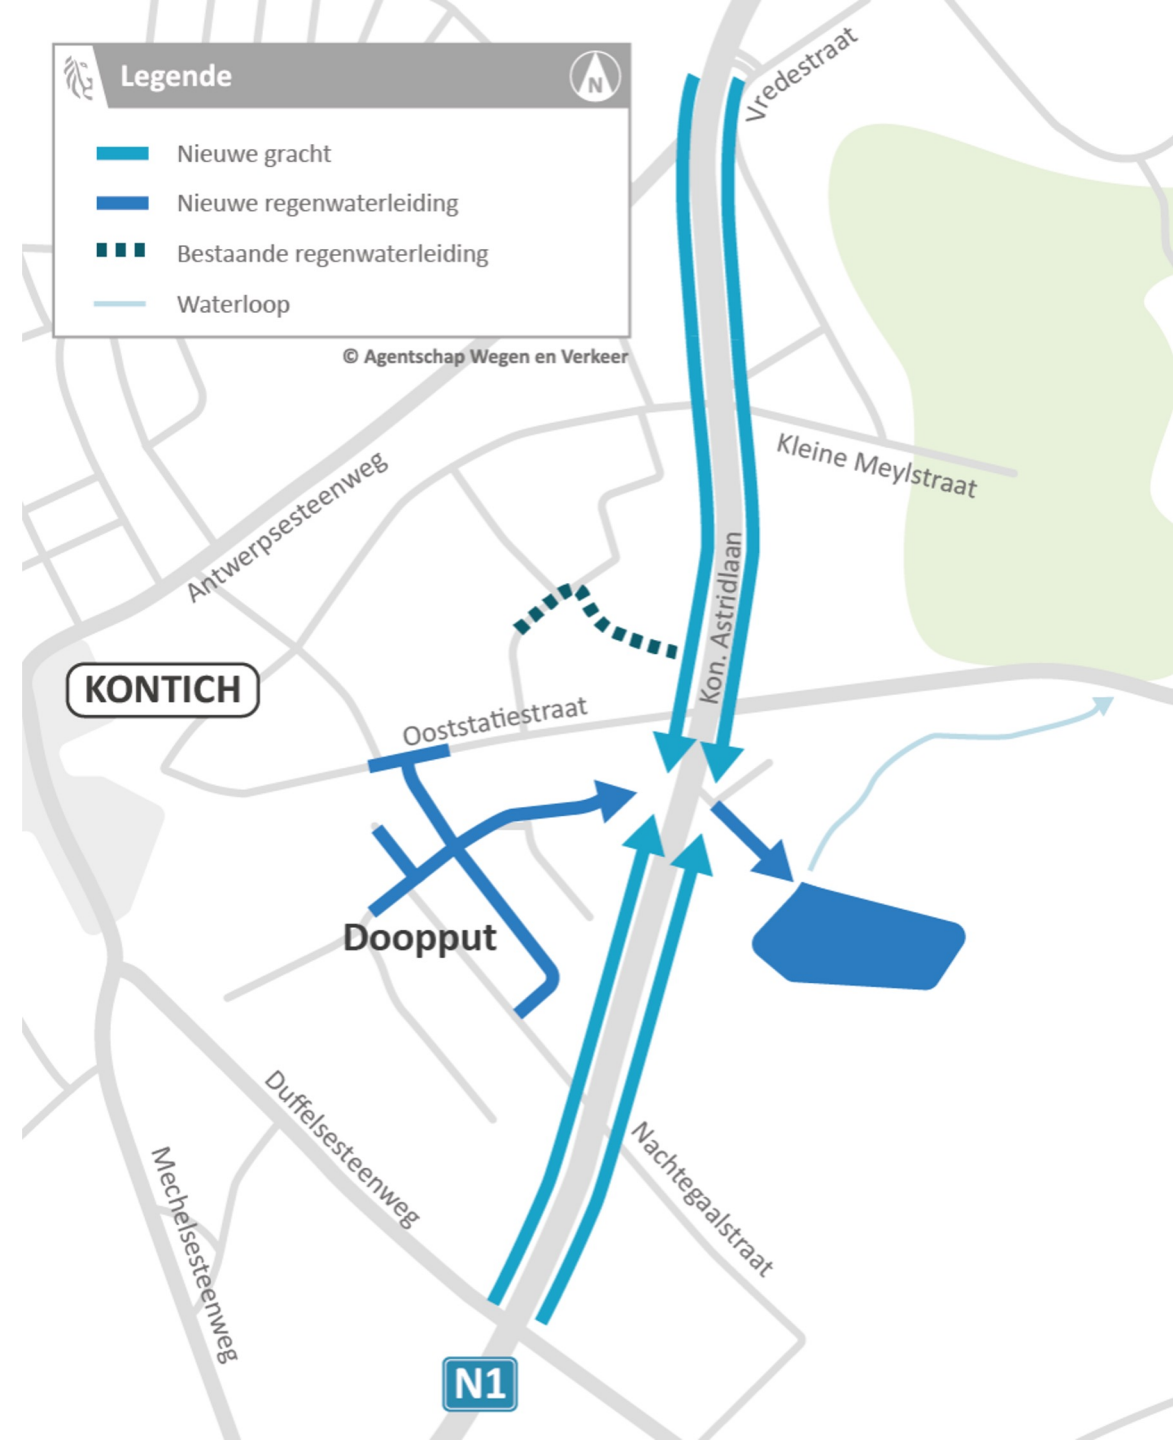 Legende
N
Nieuwe gracht
Nieuwe regenwaterleiding
Bestaande regenwaterleiding
Waterloop
© Agentschap Wegen en Verkeer
Vredestraat
Kleine Meylstraat
Antwerpsesteenweg
Kon. Astridlaan
KONTICH
Ooststatiestraat
Doopput
Duffelsesteenweg
Nachtegaalstraat
Mechelsesteenweg
N1